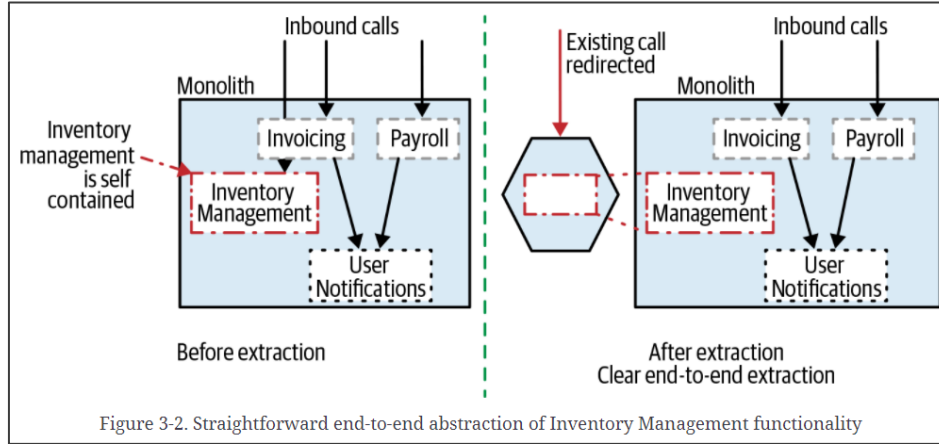 Inbound calls
Monolith
Invoicing
Payroll
Inventory
management
is self
contained
Inventory
Management
User
Notifications
Before extraction
Existing call
redirected
Inbound calls
Monolith
Invoicing
Payroll
Inventory
Management
User
Notifications
After extraction
Clear end-to-end extraction
Figure 3-2. Straightforward end-to-end abstraction of Inventory Management functionality